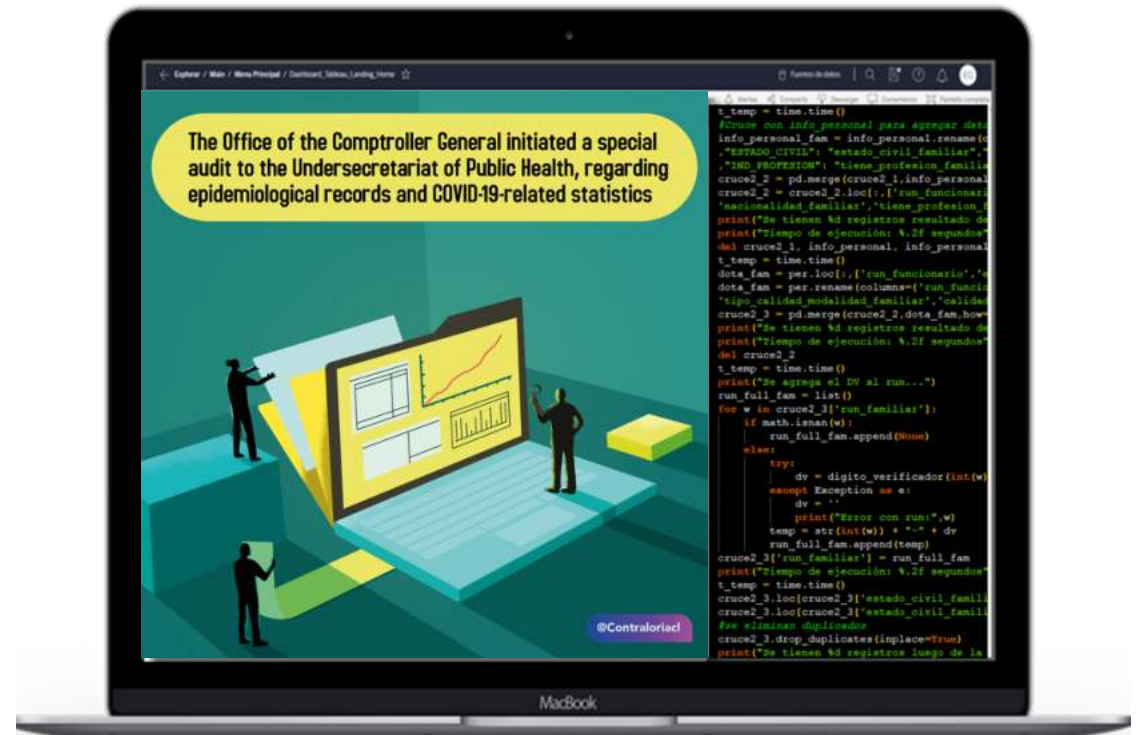 Explorar / Main / Menu Principal / Dashboard_Tableau_Landing_Home
Fuentes de datos
Alertas Compartir Descargar Comentarios Pantalla completa
The Office of the Comptroller General initiated a special
audit to the Undersecretariat of Public Health, regarding
epidemiological records and COVID-19-related statistics
@Contraloriacl
t_temp = time.time()
#Cruce con info_personal para agregar dato
info_personal_fam = info_personal.rename(c
,"ESTADO_CIVIL": "estado_civil_familiar","
,"IND_PROFESION": "tiene_profesion_familia
cruce2_2 = pd.merge(cruce2_1,info_personal
cruce2_2 = cruce2_2.loc[:,['run_funcionari
'nacionalidad_familiar','tiene_profesion_f
print("Se tienen %d registros resultado de
print("Tiempo de ejecución: %.2f segundos"
del cruce2_1, info_personal, info_personal
t_temp = time.time()
dota_fam = per.loc[:,['run_funcionario','e
dota_fam = per.rename(columns={'run_funcio
'tipo_calidad_modalidad_familiar','calidad
cruce2_3 = pd.merge(cruce2_2,dota_fam,how=
print("Se tienen %d registros resultado de
print("Tiempo de ejecución: %.2f segundos"
del cruce2_2
t_temp = time.time()
print("Se agrega el DV al run...")
run_full_fam = list()
for w in cruce2_3['run_familiar']:
if math.isnan(w):
run_full_fam.append(None)
else:
try:
dv = digito_verificador(int(w)
except Exception as e:
dv = ''
print("Error con run:",w)
temp = str(int(w)) + "-" + dv
run_full_fam.append(temp)
cruce2_3['run_familiar'] = run_full_fam
print("Tiempo de ejecución: %.2f segundos"
t_temp = time.time()
cruce2_3.loc[cruce2_3['estado_civil_famili
cruce2_3.loc[cruce2_3['estado_civil_famili
#se eliminan duplicados
cruce2_3.drop_duplicates(inplace=True)
print("Se tienen %d registros luego de la
MacBook